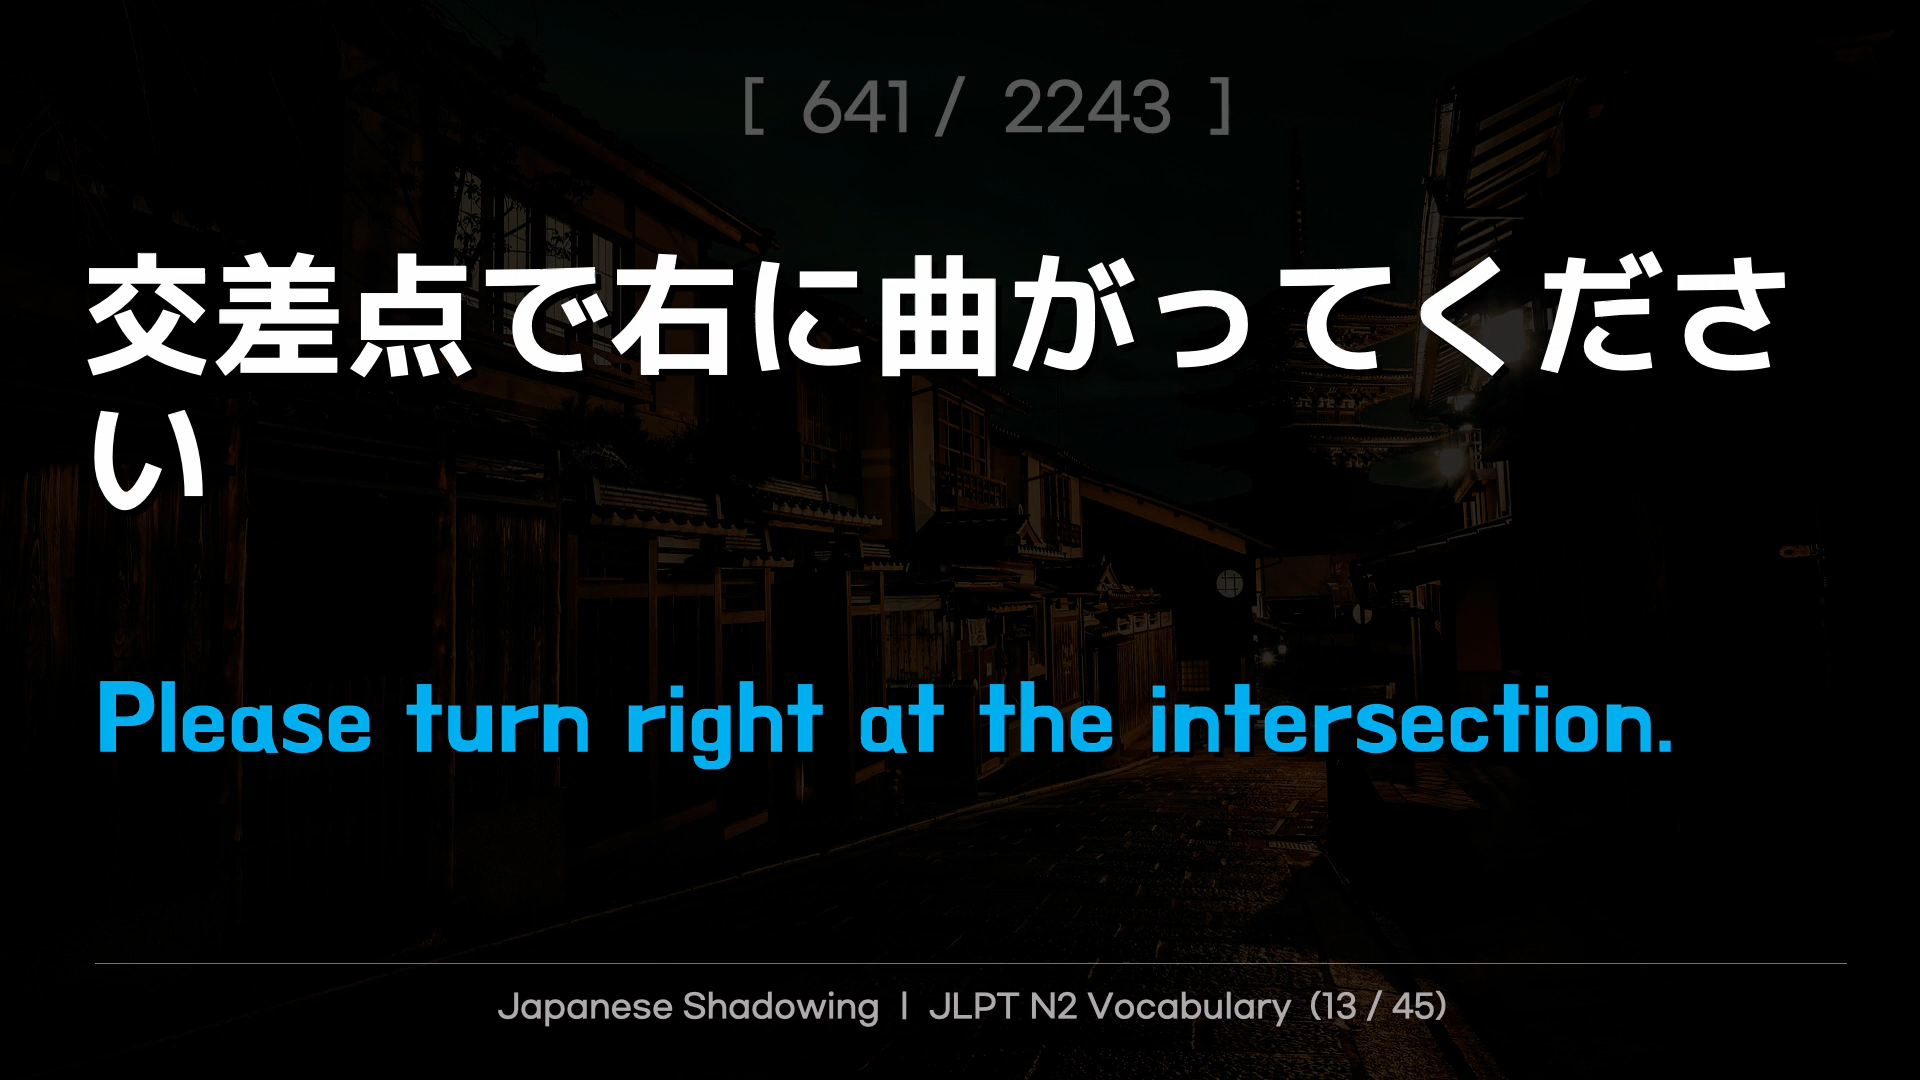 [ 641 / 2243 ]
交差点で右に曲がってくださ
い
Please turn right at the intersection.
Japanese Shadowing | JLPT N2 Vocabulary (13 / 45)